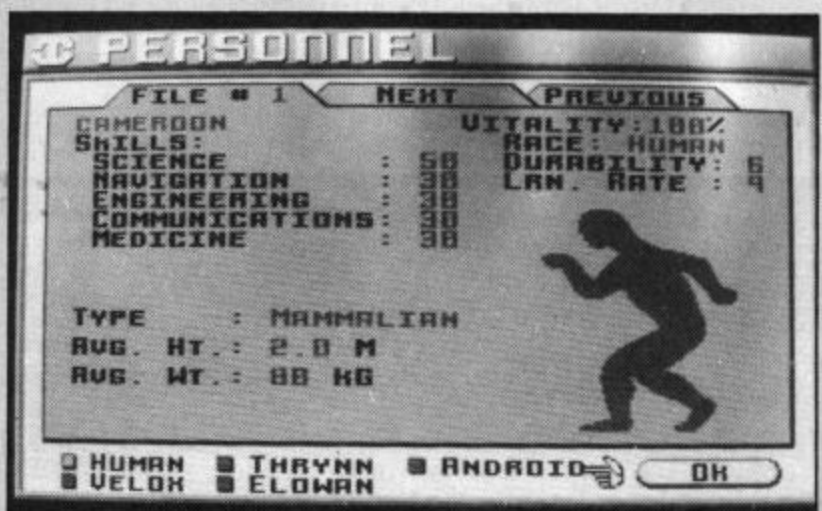 PERSONNEL
FILE # 1 NEXT PREVIOUS
CAMEROON VITALITY:100%
SKILLS: RACE: HUMAN
SCIENCE : 50 DURABILITY: 6
NAVIGATION : 30 LRN. RATE : 4
ENGINEERING : 30
COMMUNICATIONS: 30
MEDICINE : 30
TYPE : MAMMALIAN
AVG. HT.: 2.0 M
AVG. WT.: 80 KG
HUMAN THRYNN ANDROID OK
VELOX ELOWAN